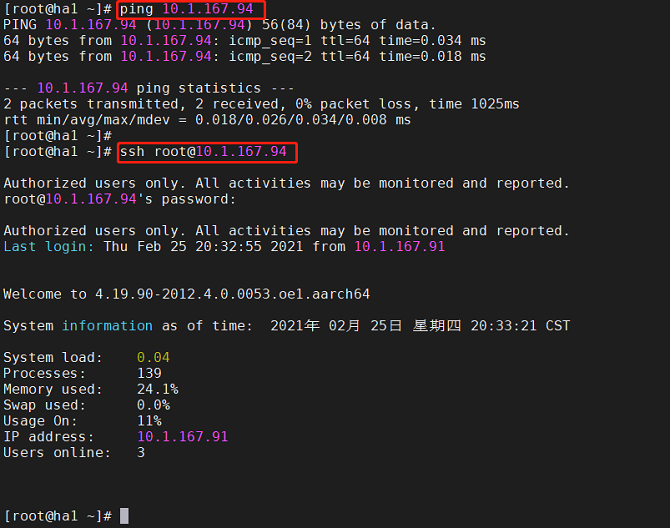 [root@ha1 ~]# ping 10.1.167.94
PING 10.1.167.94 (10.1.167.94) 56(84) bytes of data.
64 bytes from 10.1.167.94: icmp_seq=1 ttl=64 time=0.034 ms
64 bytes from 10.1.167.94: icmp_seq=2 ttl=64 time=0.018 ms
--- 10.1.167.94 ping statistics ---
2 packets transmitted, 2 received, 0% packet loss, time 1025ms
rtt min/avg/max/mdev = 0.018/0.026/0.034/0.008 ms
[root@ha1 ~]#
[root@ha1 ~]# ssh root@10.1.167.94
Authorized users only. All activities may be monitored and reported.
root@10.1.167.94's password:
Authorized users only. All activities may be monitored and reported.
Last login: Thu Feb 25 20:32:55 2021 from 10.1.167.91
Welcome to 4.19.90-2012.4.0.0053.oe1.aarch64
System information as of time:  2021年 02月 25日 星期四 20:33:21 CST
System load:    0.04
Processes:      139
Memory used:    24.1%
Swap used:      0.0%
Usage On:       11%
IP address:     10.1.167.91
Users online:   3
[root@ha1 ~]#